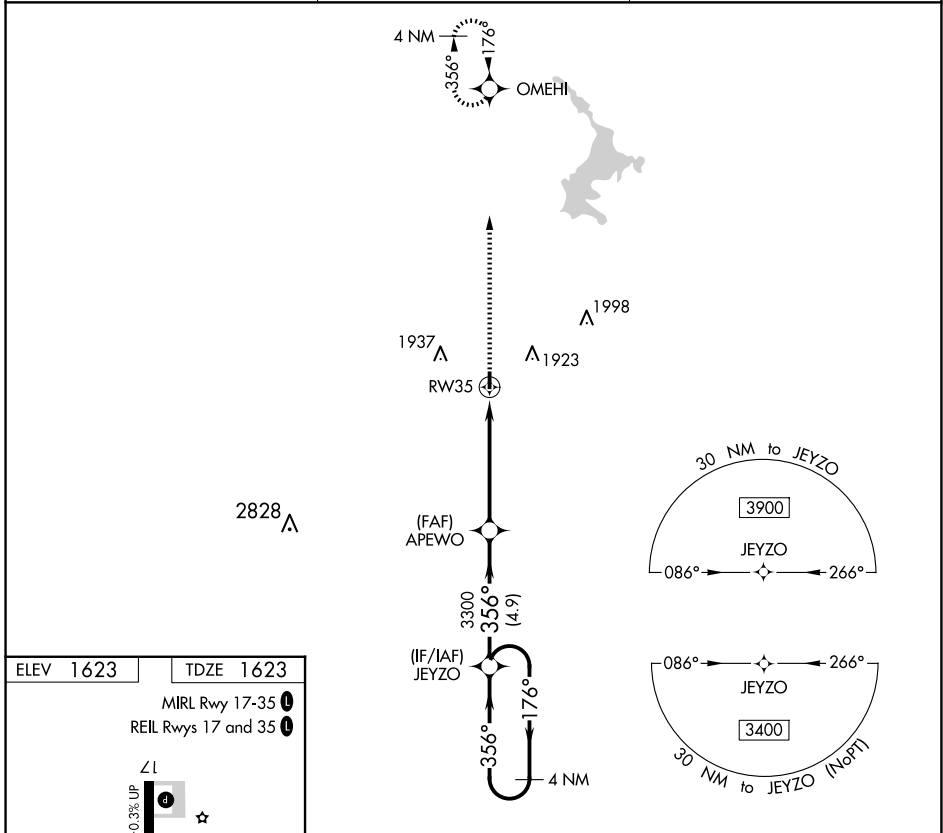 4 NM
356°
176°
OMEHI
1998
1937
1923
RW35
2828
(FAF)
APEWO
3300
356°
(4.9)
(IF/IAF)
JEYZO
356°
176°
4 NM
30 NM to JEYZO
3900
JEYZO
086°
266°
086°
266°
JEYZO
3400
30 NM to JEYZO (NoPT)
ELEV 1623
TDZE 1623
MIRL Rwy 17-35 L
REIL Rwys 17 and 35 L
17
0.3% UP
P